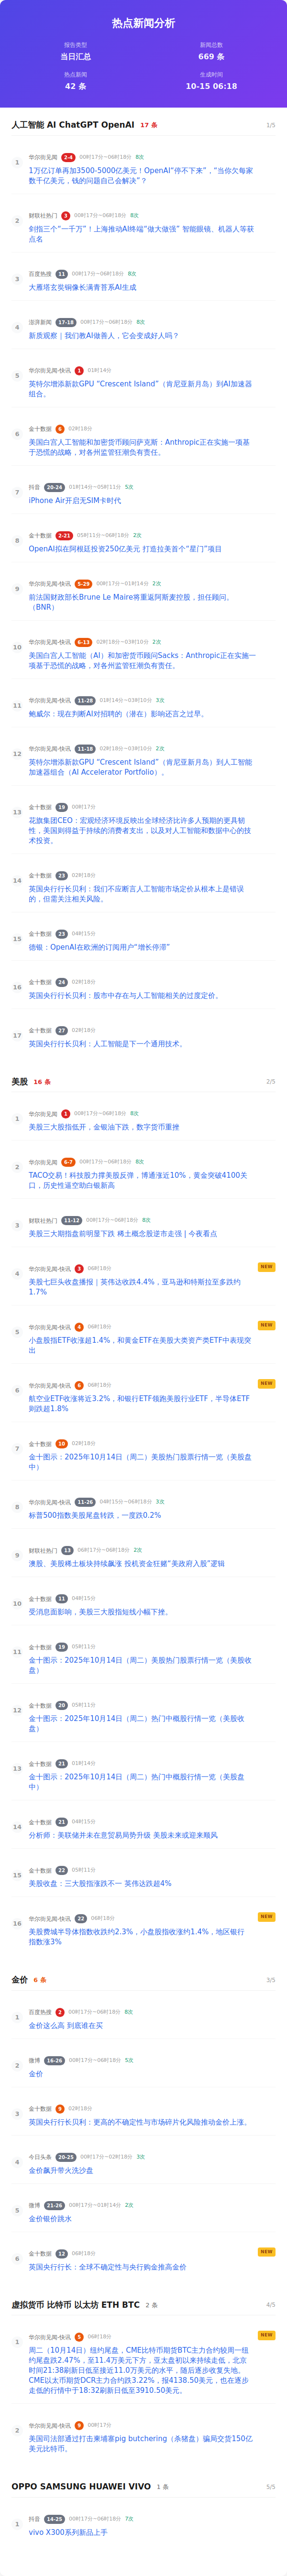 热点新闻分析
报告类型
当日汇总
新闻总数
669 条
热点新闻
42 条
生成时间
10-15 06:18
人工智能 AI ChatGPT OpenAI 17 条 1/5
1
华尔街见闻 2-4 00时17分~06时18分 8次
1万亿订单再加3500-5000亿美元！OpenAI“停不下来”，“当你欠每家
数千亿美元，钱的问题自己会解决”？
2
财联社热门 3 00时17分~06时18分 8次
剑指三个“一千万”！上海推动AI终端“做大做强” 智能眼镜、机器人等获
点名
3
百度热搜 11 00时17分~06时18分 8次
大雁塔玄奘铜像长满青苔系AI生成
4
澎湃新闻 17-18 00时17分~06时18分 8次
新质观察｜我们教AI做善人，它会变成好人吗？
5
华尔街见闻-快讯 1 01时14分
英特尔增添新款GPU “Crescent Island”（肯尼亚新月岛）到AI加速器
组合。
6
金十数据 6 02时18分
美国白宫人工智能和加密货币顾问萨克斯：Anthropic正在实施一项基
于恐慌的战略，对各州监管狂潮负有责任。
7
抖音 20-24 01时14分~05时11分 5次
iPhone Air开启无SIM卡时代
8
金十数据 2-21 05时11分~06时18分 2次
OpenAI拟在阿根廷投资250亿美元 打造拉美首个“星门”项目
9
华尔街见闻-快讯 5-29 00时17分~01时14分 2次
前法国财政部长Brune Le Maire将重返阿斯麦控股，担任顾问。
（BNR）
10
华尔街见闻-快讯 6-13 02时18分~03时10分 2次
美国白宫人工智能（AI）和加密货币顾问Sacks：Anthropic正在实施一
项基于恐慌的战略，对各州监管狂潮负有责任。
11
华尔街见闻-快讯 11-28 01时14分~03时10分 3次
鲍威尔：现在判断AI对招聘的（潜在）影响还言之过早。
12
华尔街见闻-快讯 11-18 02时18分~03时10分 2次
英特尔增添新款GPU “Crescent Island”（肯尼亚新月岛）到人工智能
加速器组合（AI Accelerator Portfolio）。
13
金十数据 19 00时17分
花旗集团CEO：宏观经济环境反映出全球经济比许多人预期的更具韧
性，美国则得益于持续的消费者支出，以及对人工智能和数据中心的技
术投资。
14
金十数据 23 02时18分
英国央行行长贝利：我们不应断言人工智能市场定价从根本上是错误
的，但需关注相关风险。
15
金十数据 23 04时15分
德银：OpenAI在欧洲的订阅用户“增长停滞”
16
金十数据 24 02时18分
英国央行行长贝利：股市中存在与人工智能相关的过度定价。
17
金十数据 27 02时18分
英国央行行长贝利：人工智能是下一个通用技术。
美股 16 条 2/5
1
华尔街见闻 1 00时17分~06时18分 8次
美股三大股指低开，金银油下跌，数字货币重挫
2
华尔街见闻 6-7 00时17分~06时18分 8次
TACO交易！科技股力撑美股反弹，博通涨近10%，黄金突破4100关
口，历史性逼空助白银新高
3
财联社热门 11-12 00时17分~06时18分 8次
美股三大期指盘前明显下跌 稀土概念股逆市走强 | 今夜看点
4
华尔街见闻-快讯 3 06时18分 NEW
美股七巨头收盘播报｜英伟达收跌4.4%，亚马逊和特斯拉至多跌约
1.7%
5
华尔街见闻-快讯 4 06时18分 NEW
小盘股指ETF收涨超1.4%，和黄金ETF在美股大类资产类ETF中表现突
出
6
华尔街见闻-快讯 6 06时18分 NEW
航空业ETF收涨将近3.2%，和银行ETF领跑美股行业ETF，半导体ETF
则跌超1.8%
7
金十数据 10 02时18分
金十图示：2025年10月14日（周二）美股热门股票行情一览（美股盘
中）
8
华尔街见闻-快讯 11-26 04时15分~06时18分 3次
标普500指数美股尾盘转跌，一度跌0.2%
9
财联社热门 13 06时17分~06时18分 2次
澳股、美股稀土板块持续飙涨 投机资金狂赌“美政府入股”逻辑
10
金十数据 11 04时15分
受消息面影响，美股三大股指短线小幅下挫。
11
金十数据 19 05时11分
金十图示：2025年10月14日（周二）美股热门股票行情一览（美股收
盘）
12
金十数据 20 05时11分
金十图示：2025年10月14日（周二）热门中概股行情一览（美股收
盘）
13
金十数据 21 01时14分
金十图示：2025年10月14日（周二）热门中概股行情一览（美股盘
中）
14
金十数据 21 04时15分
分析师：美联储并未在意贸易局势升级 美股未来或迎来顺风
15
金十数据 22 05时11分
美股收盘：三大股指涨跌不一 英伟达跌超4%
16
华尔街见闻-快讯 22 06时18分 NEW
美股费城半导体指数收跌约2.3%，小盘股指收涨约1.4%，地区银行
指数涨3%
金价 6 条 3/5
1
百度热搜 2 00时17分~06时18分 8次
金价这么高 到底谁在买
2
微博 16-26 00时17分~06时18分 5次
金价
3
金十数据 9 02时18分
英国央行行长贝利：更高的不确定性与市场碎片化风险推动金价上涨。
4
今日头条 20-25 00时17分~02时18分 3次
金价飙升带火洗沙盘
5
微博 21-26 00时17分~01时14分 2次
金价银价跳水
6
金十数据 12 06时18分 NEW
英国央行行长：全球不确定性与央行购金推高金价
虚拟货币 比特币 以太坊 ETH BTC 2 条 4/5
1
华尔街见闻-快讯 5 06时18分 NEW
周二（10月14日）纽约尾盘，CME比特币期货BTC主力合约较周一纽
约尾盘跌2.47%，至11.4万美元下方，亚太盘初以来持续走低，北京
时间21:38刷新日低至接近11.0万美元的水平，随后逐步收复失地。
CME以太币期货DCR主力合约跌3.22%，报4138.50美元，也在逐步
走低的行情中于18:32刷新日低至3910.50美元。
2
华尔街见闻-快讯 9 00时17分
美国司法部通过打击柬埔寨pig butchering（杀猪盘）骗局交收150亿
美元比特币。
OPPO SAMSUNG HUAWEI VIVO 1 条 5/5
1
抖音 14-25 00时17分~06时18分 7次
vivo X300系列新品上手